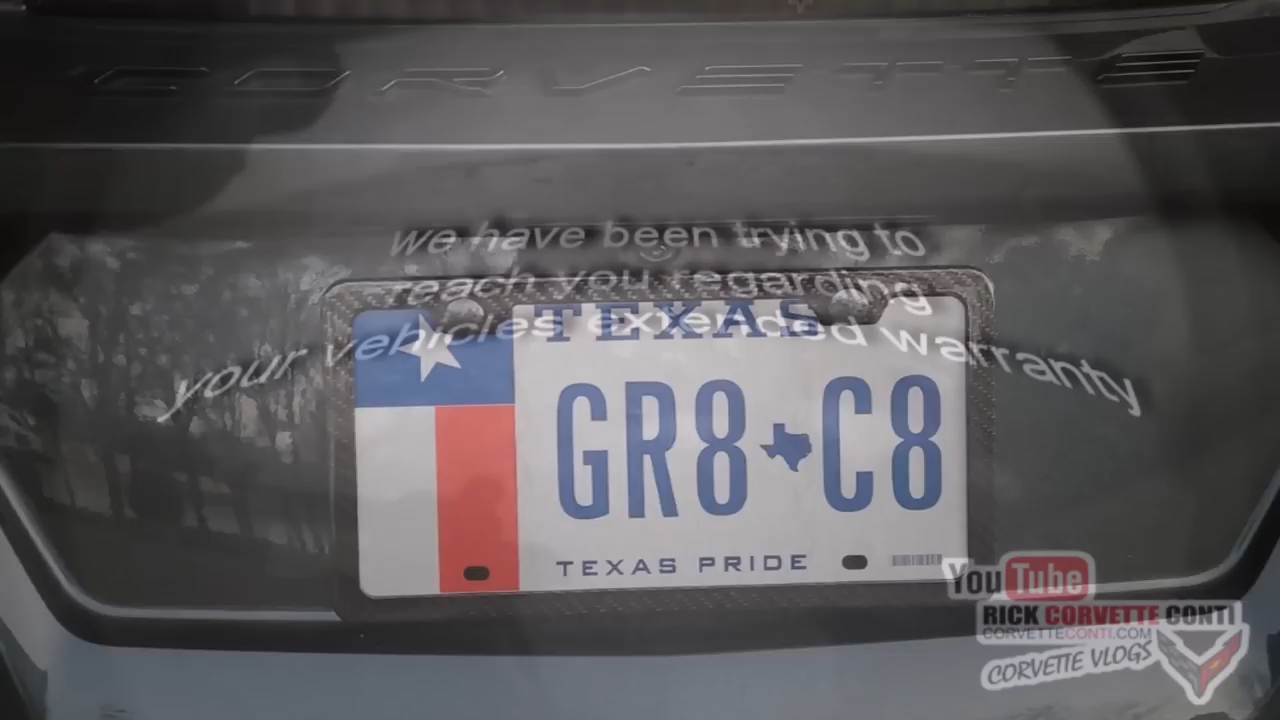 CORVETTE
we have been trying to
reach you regarding
your vehicles extended warranty
TEXAS
GR8 C8
TEXAS PRIDE
YouTube
RICK CORVETTE CONTI
CORVETTECONTI.COM
CORVETTE VLOGS